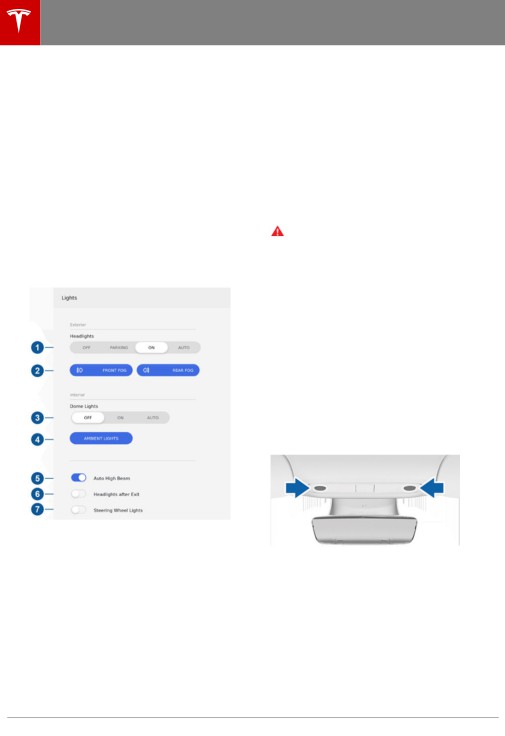 Lights
Exterior
Headlights
1
OFF PARKING ON AUTO
2
FRONT FOG REAR FOG
Internal
Dome Lights
3
OFF ON AUTO
4
AMBIENT LIGHTS
5
Auto High Beam
6
Headlights after Exit
7
Steering Wheel Lights